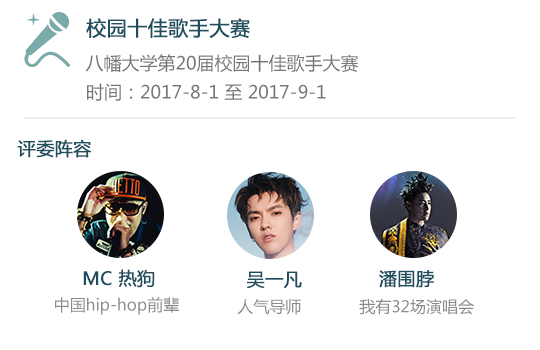 校园十佳歌手大赛
八幡大学第20届校园十佳歌手大赛
时间：2017-8-1 至 2017-9-1
评委阵容
MC 热狗
吴一凡
潘围脖
中国hip-hop前辈
人气导师
我有32场演唱会